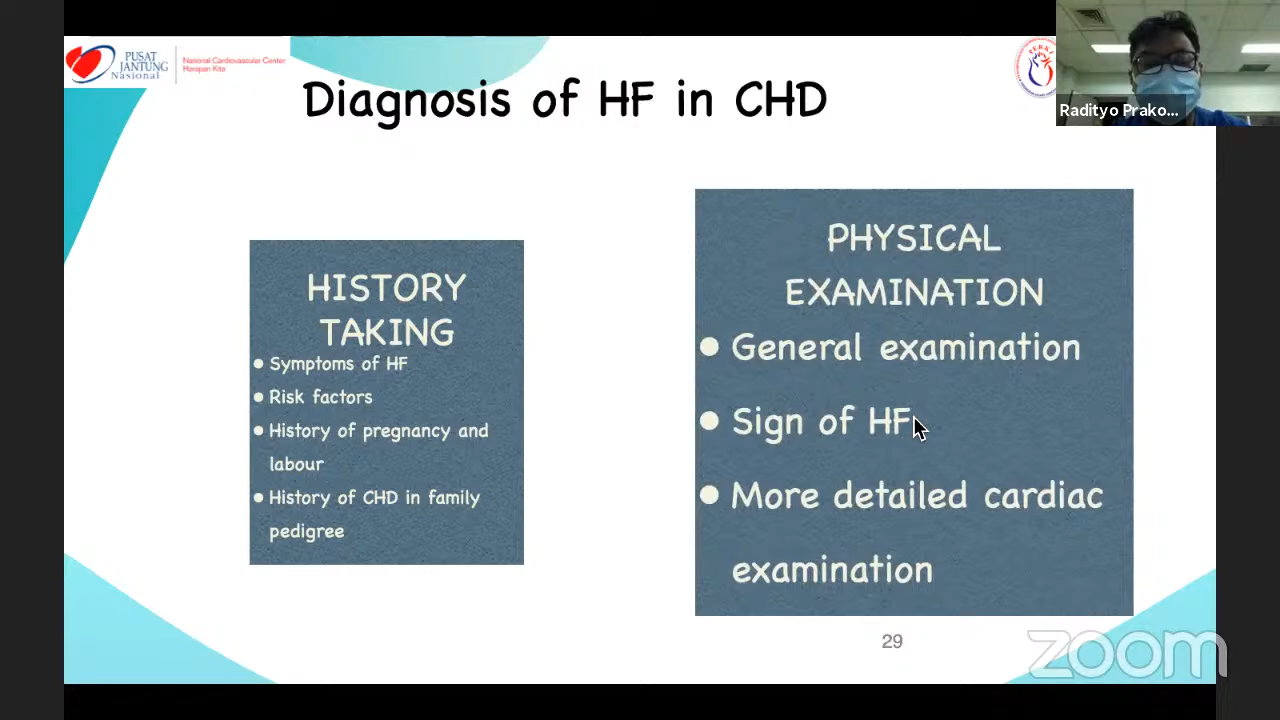 PUSAT
JANTUNG
Nasional
National Cardiovascular Center
Harapan Kita
Diagnosis of HF in CHD
PERKI
Radityo Prako...
HISTORY
TAKING
• Symptoms of HF
• Risk factors
• History of pregnancy and
labour
• History of CHD in family
pedigree
PHYSICAL
EXAMINATION
• General examination
• Sign of HF
• More detailed cardiac
examination
29
zoom